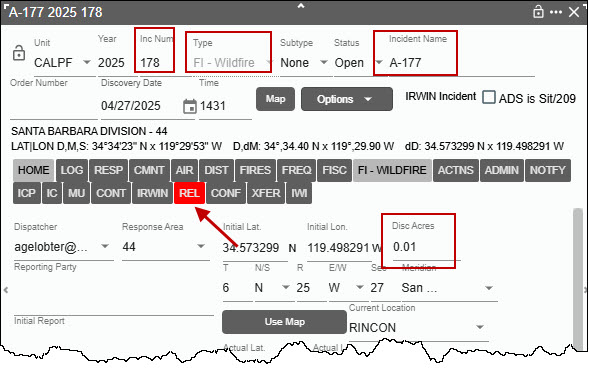 A-177 2025 178
Unit Year Inc Num Type Subtype Status Incident Name
CALPF 2025 178 FI - Wildfire None Open A-177
Order Number Discovery Date Time
04/27/2025 1431 Map Options IRWIN Incident ADS is Sit/209
SANTA BARBARA DIVISION - 44
LAT|LON D,M,S: 34°34'23" N x 119°29'53" W D,dM: 34°,34.40 N x 119°,29.90 W dD: 34.573299 N x 119.498291 W
HOME LOG RESP CMNT AIR DIST FIRES FREQ FISC FI - WILDFIRE ACTNS ADMIN NOTFY
ICP IC MU CONT IRWIN REL CONF XFER IWI
Dispatcher Response Area Initial Lat. Initial Lon. Disc Acres
agelobter@... 44 34.573299 N 119.498291 W 0.01
Reporting Party T N/S R E/W Sec Meridian
6 N 25 W 27 San ...
Initial Report Use Map Current Location
RINCON
Actual Lat. Actual L